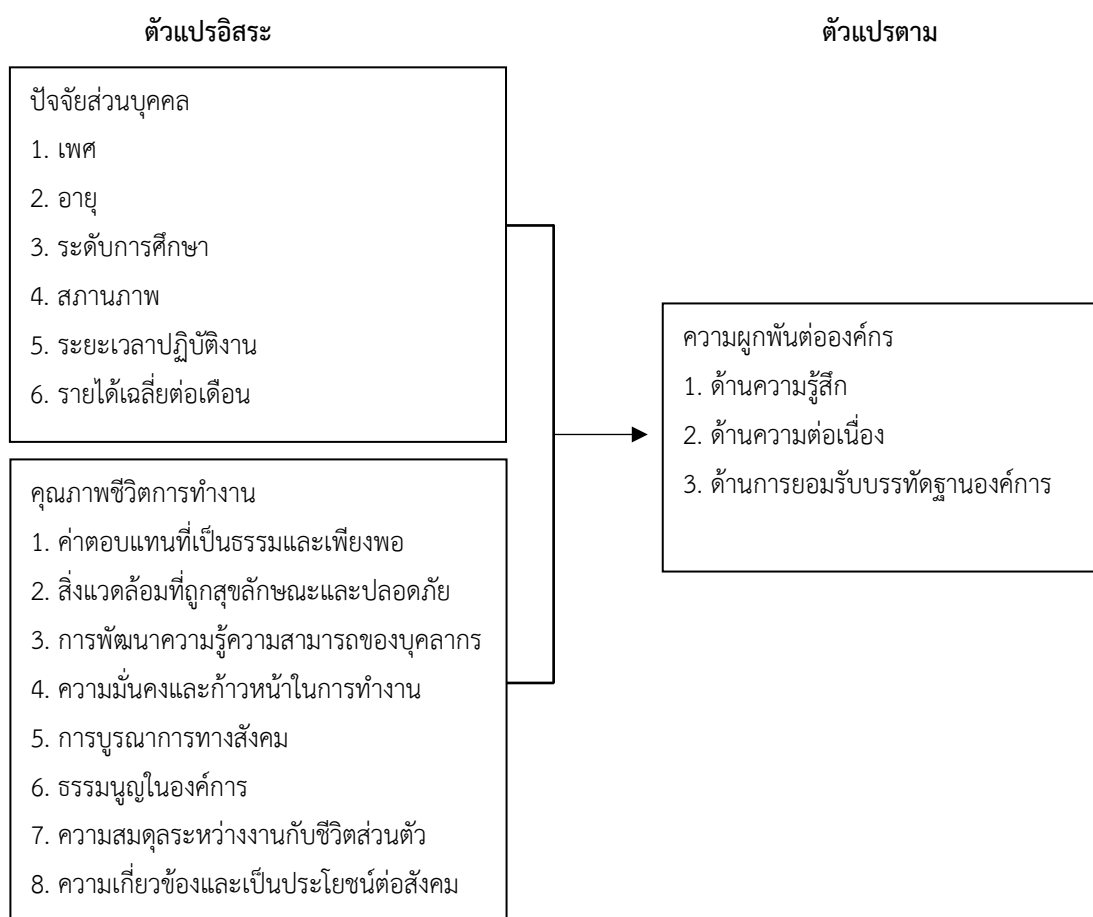 ตัวแปรอิสระ
ตัวแปรตาม
ปัจจัยส่วนบุคคล
1. เพศ
2. อายุ
3. ระดับการศึกษา
4. สภานภาพ
5. ระยะเวลาปฏิบัติงาน
6. รายได้เฉลี่ยต่อเดือน
คุณภาพชีวิตการทำงาน
1. ค่าตอบแทนที่เป็นธรรมและเพียงพอ
2. สิ่งแวดล้อมที่ถูกสุขลักษณะและปลอดภัย
3. การพัฒนาความรู้ความสามารถของบุคลากร
4. ความมั่นคงและก้าวหน้าในการทำงาน
5. การบูรณาการทางสังคม
6. ธรรมนูญในองค์การ
7. ความสมดุลระหว่างงานกับชีวิตส่วนตัว
8. ความเกี่ยวข้องและเป็นประโยชน์ต่อสังคม
ความผูกพันต่อองค์กร
1. ด้านความรู้สึก
2. ด้านความต่อเนื่อง
3. ด้านการยอมรับบรรทัดฐานองค์การ